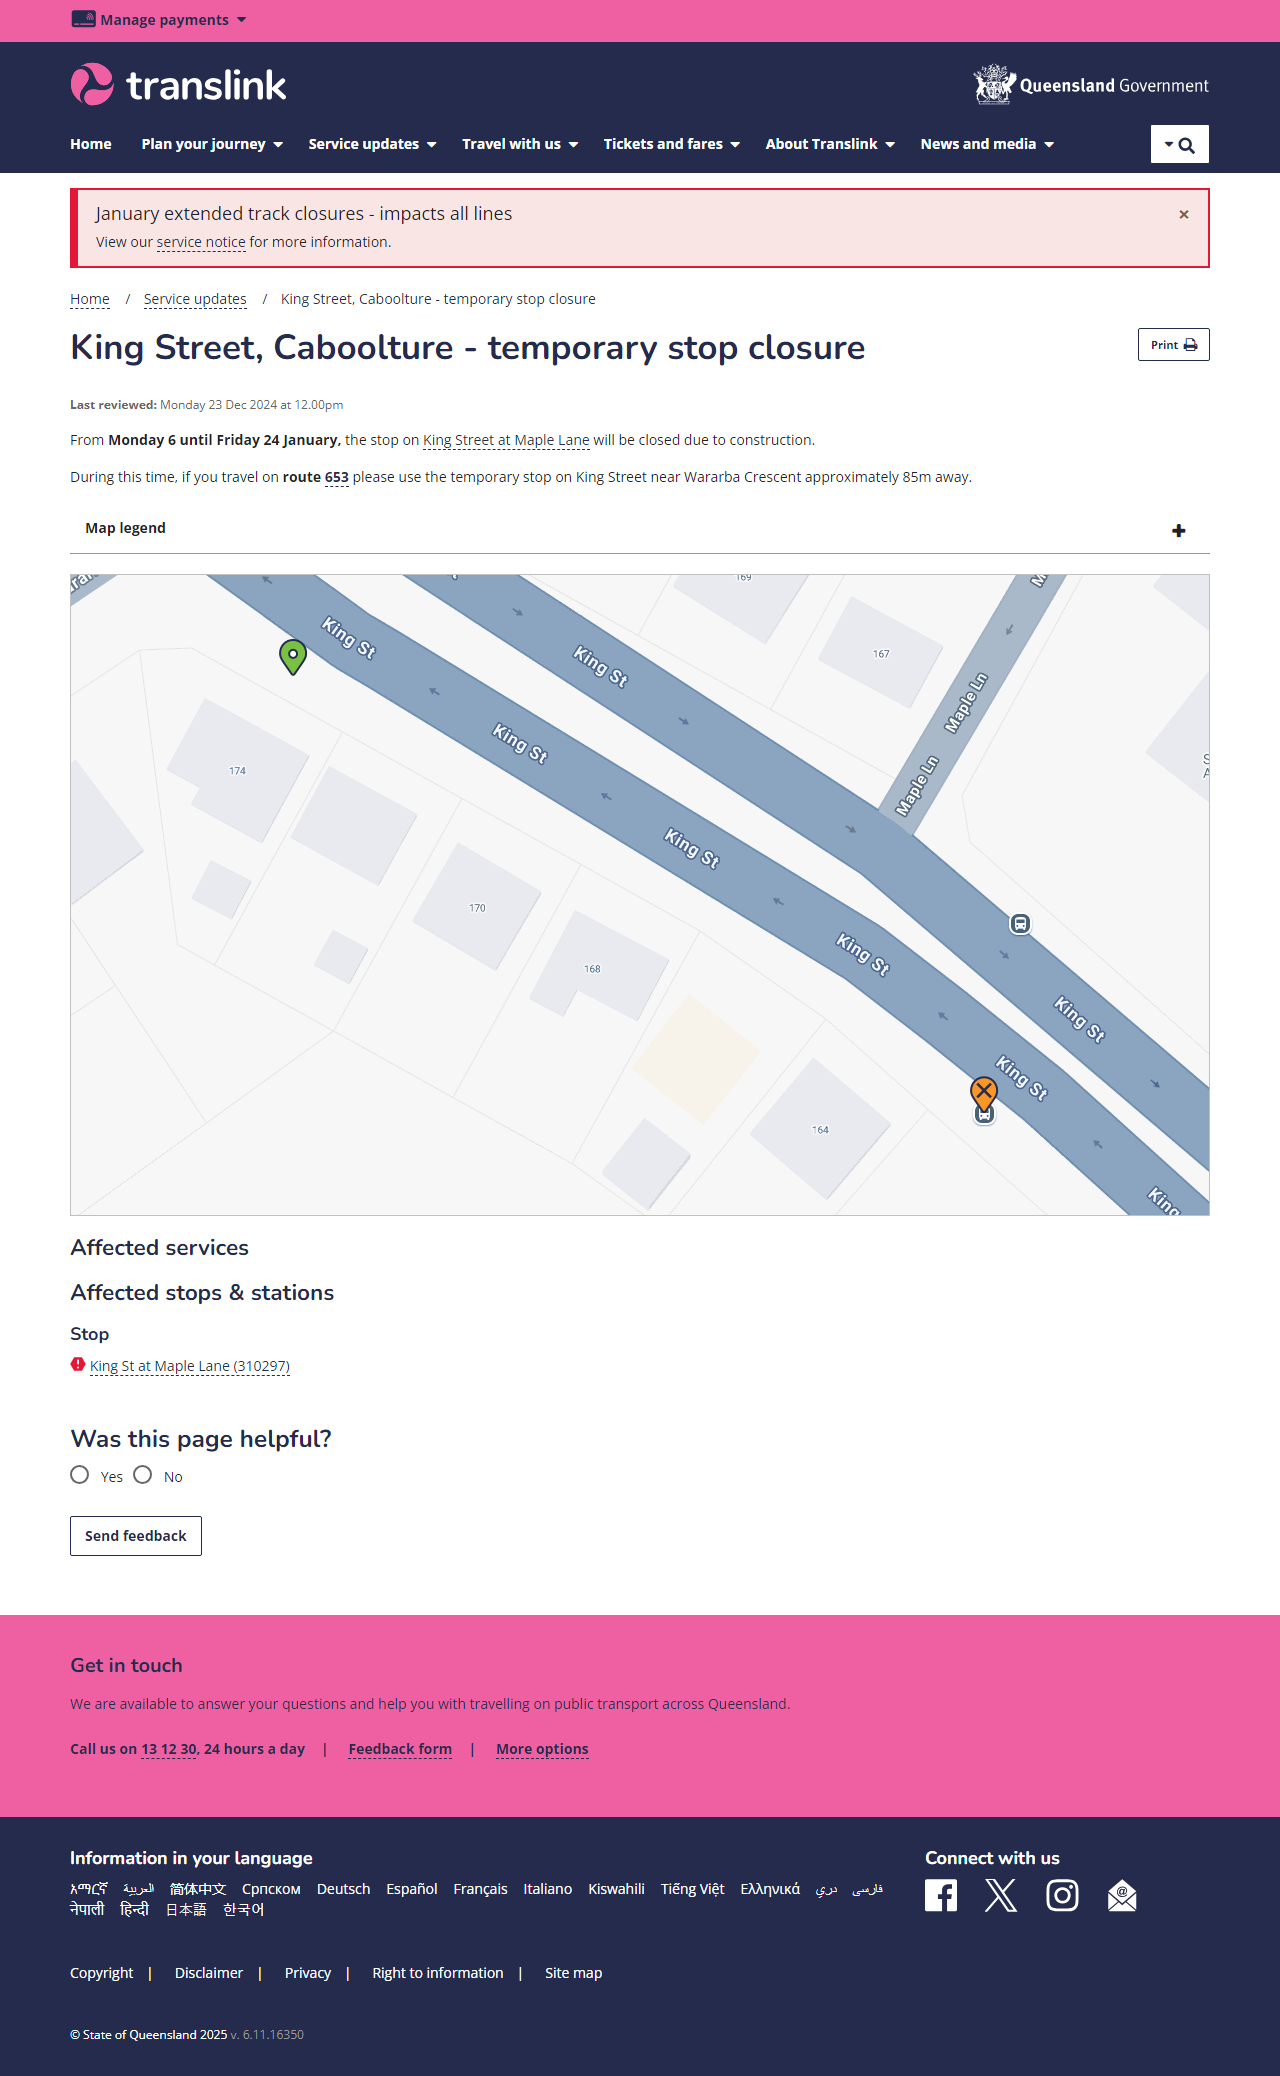 Manage payments
translink
Queensland Government
Home Plan your journey Service updates Travel with us Tickets and fares About Translink News and media
January extended track closures - impacts all lines
×
View our service notice for more information.
Home / Service updates / King Street, Caboolture - temporary stop closure
King Street, Caboolture - temporary stop closure
Print
Last reviewed: Monday 23 Dec 2024 at 12.00pm
From Monday 6 until Friday 24 January, the stop on King Street at Maple Lane will be closed due to construction.
During this time, if you travel on route 653 please use the temporary stop on King Street near Wararba Crescent approximately 85m away.
Map legend
169
King St
King St
167
Maple Ln
King St
174
Maple Ln
King St
170
King St
168
King St
King St
164
King
Affected services
Affected stops & stations
Stop
King St at Maple Lane (310297)
Was this page helpful?
Yes No
Send feedback
Get in touch
We are available to answer your questions and help you with travelling on public transport across Queensland.
Call us on 13 12 30, 24 hours a day | Feedback form | More options
Information in your language
አማርኛ العربية 简体中文 Српском Deutsch Español Français Italiano Kiswahili Tiếng Việt Ελληνικά دري فارسی
नेपाली हिन्दी 日本語 한국어
Connect with us
Copyright | Disclaimer | Privacy | Right to information | Site map
© State of Queensland 2025 v. 6.11.16350